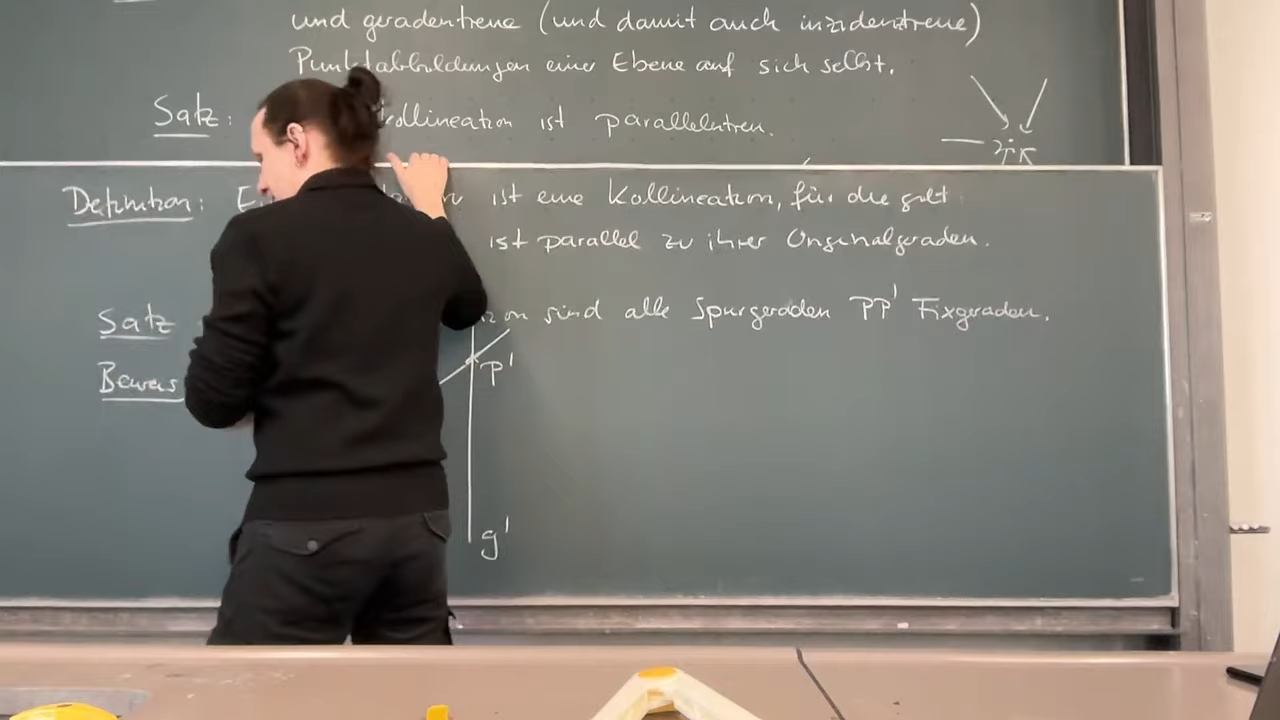 und geradentreue (und damit auch inzidenztreue)
Punktabbildungen einer Ebene auf sich selbst.
Satz: Kollineation ist parallelentreu.
Definition: ist eine Kollineation, für die gilt
ist parallel zu ihrer Originalgeraden.
Satz sind alle Spurgeraden PP' Fixgeraden.
Beweis
P'
g'